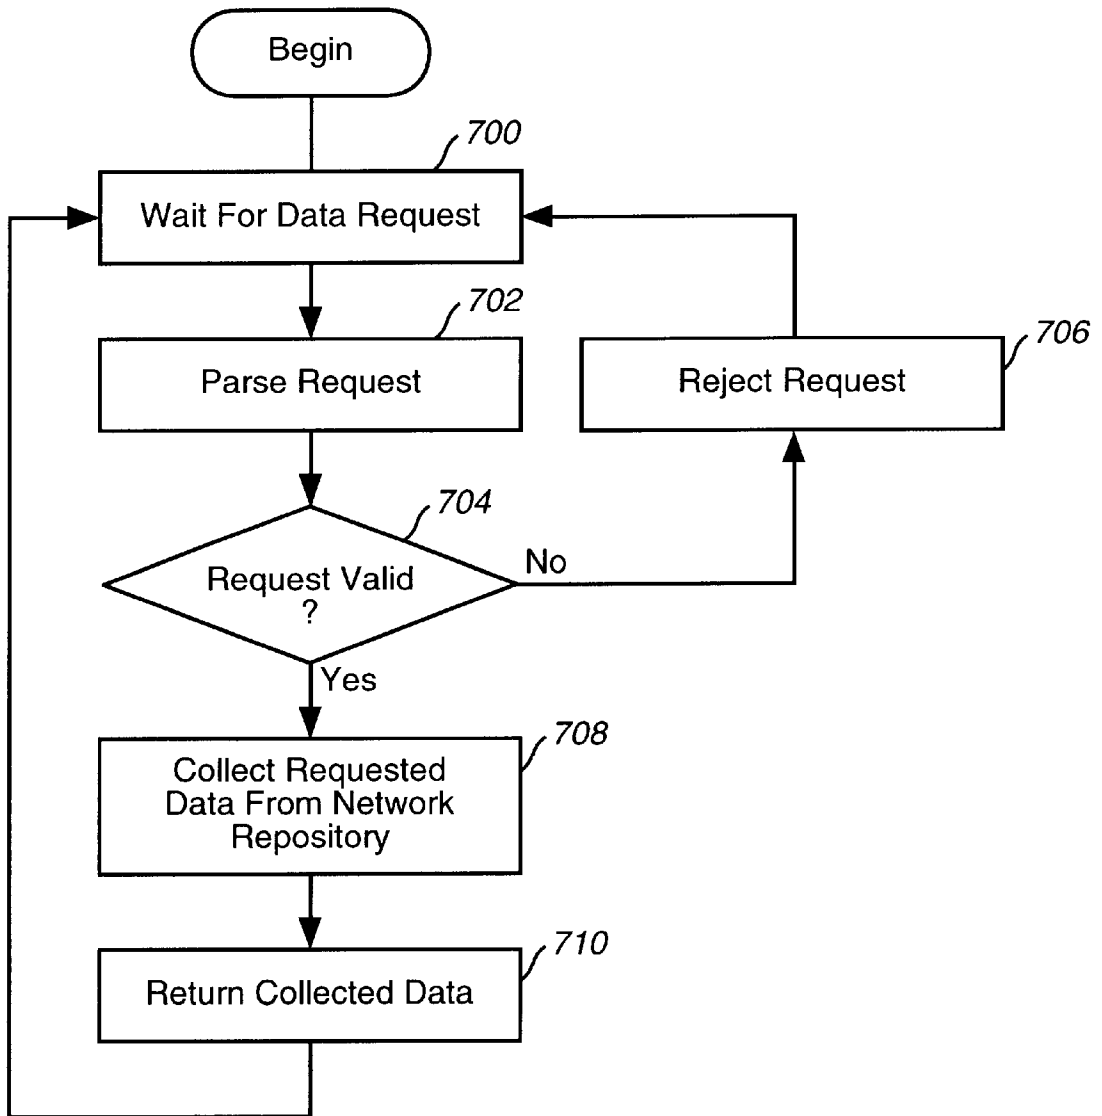 Begin
700
Wait For Data Request
702
Parse Request
706
Reject Request
704
Request Valid
?
No
Yes
708
Collect Requested
Data From Network
Repository
710
Return Collected Data